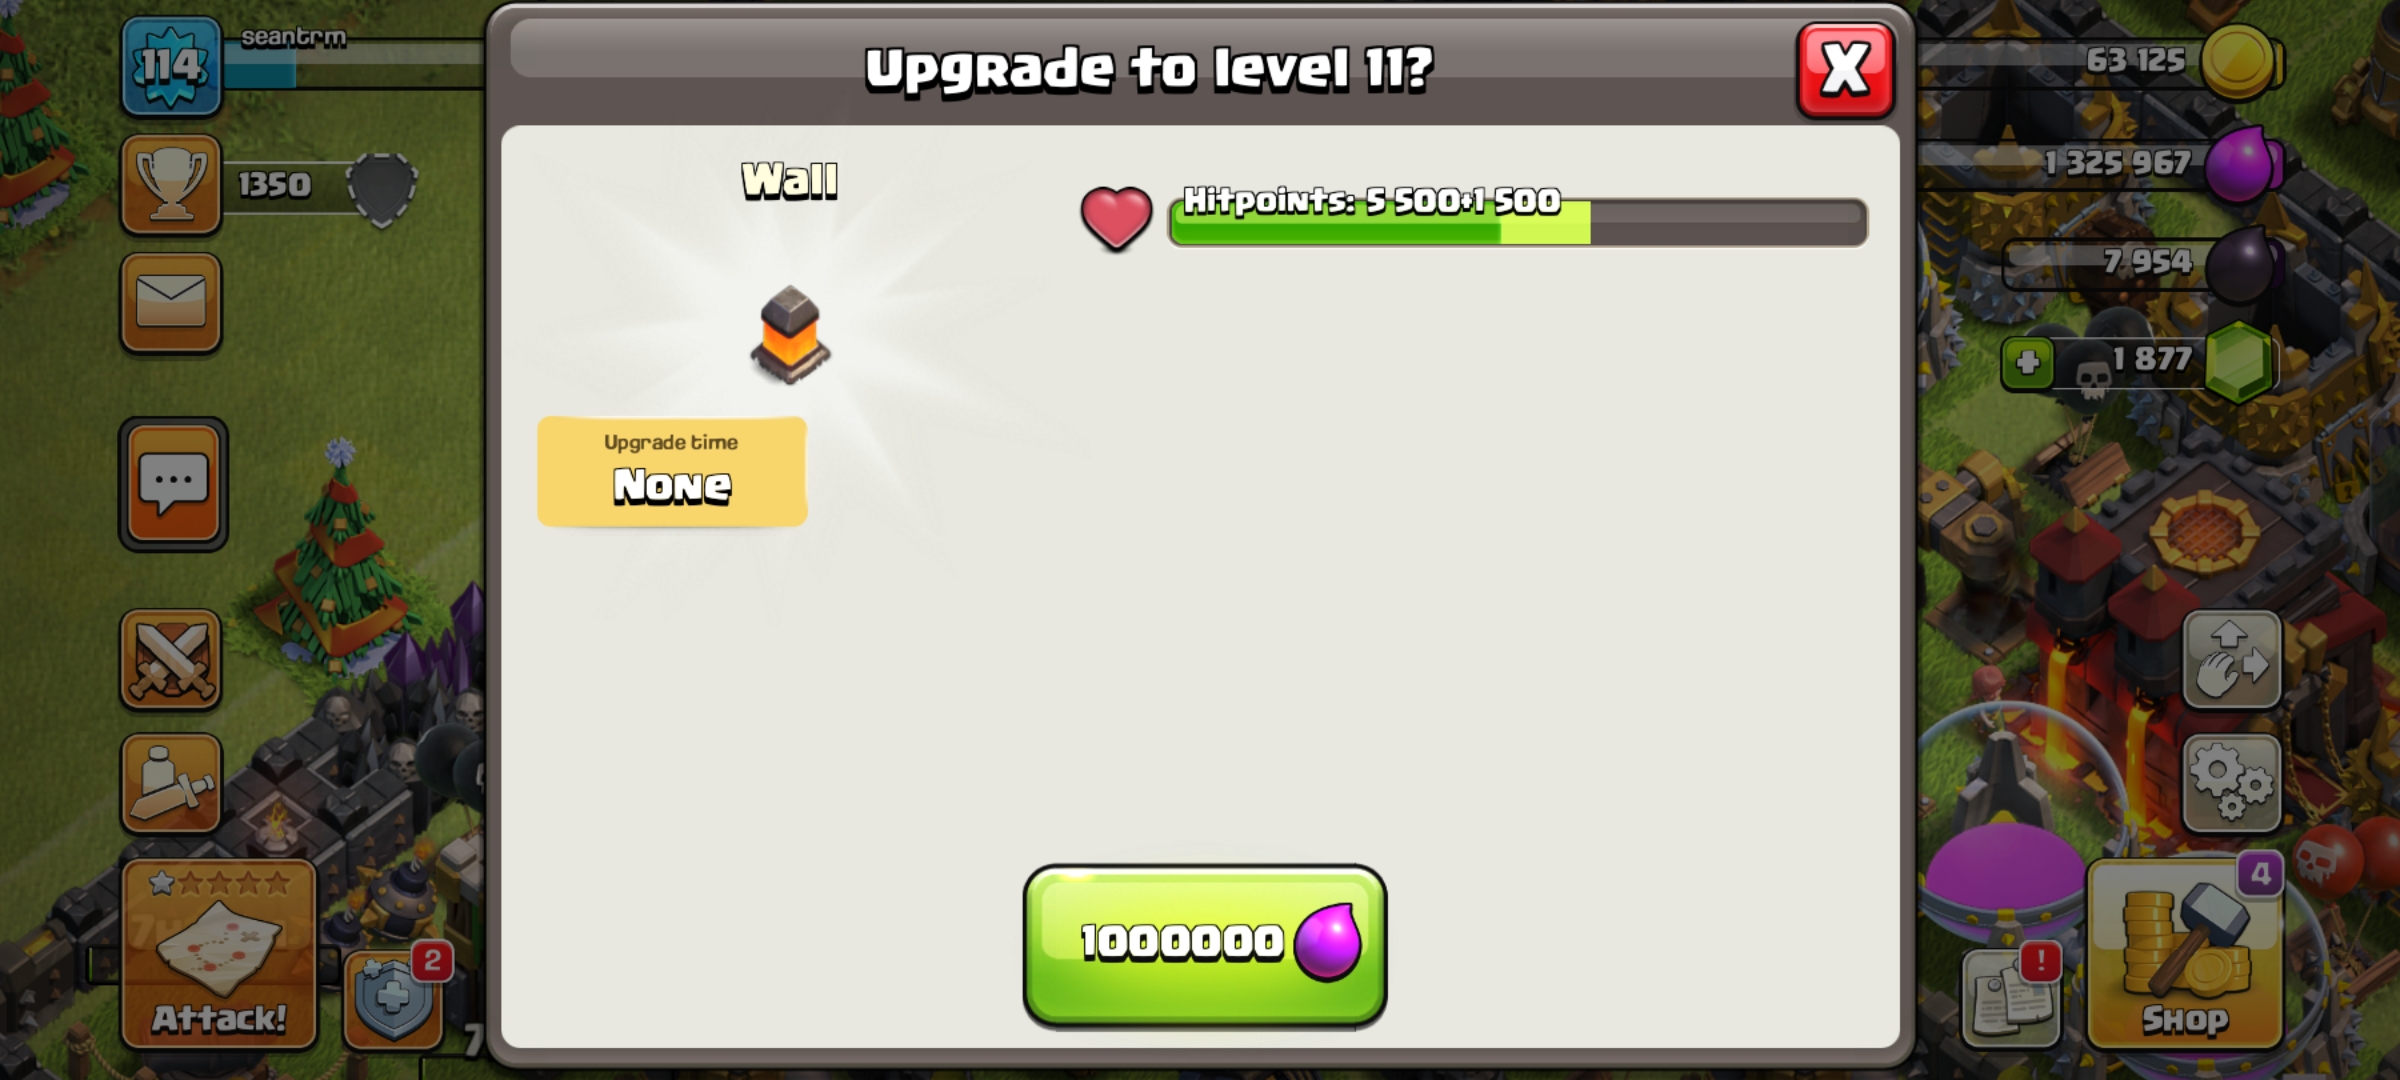 114
seantrm
1350
Upgrade to level 11?
X
Wall
Hitpoints: 5 500+1 500
Upgrade time
None
1000000
63 125
1 325 967
7 954
1 877
Attack!
2
4
!
Shop